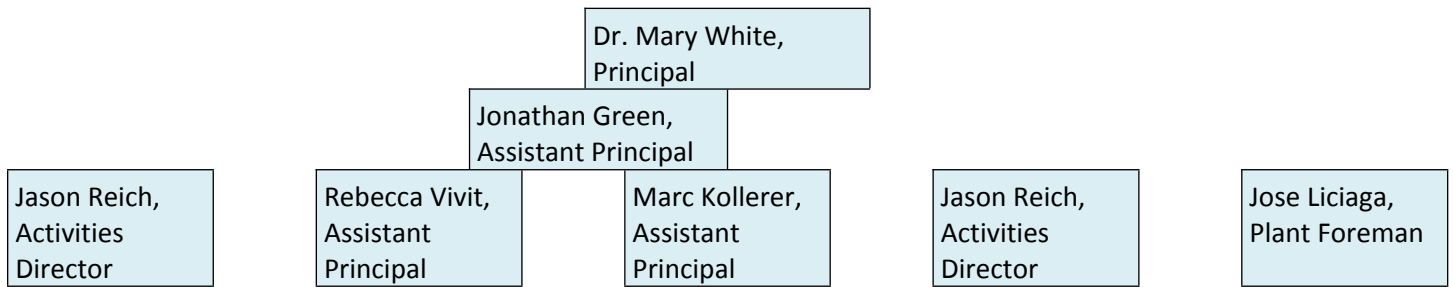 Dr. Mary White,
Principal
Jonathan Green,
Assistant Principal
Jason Reich,
Activities
Director
Rebecca Vivit,
Assistant
Principal
Marc Kollerer,
Assistant
Principal
Jason Reich,
Activities
Director
Jose Liciaga,
Plant Foreman